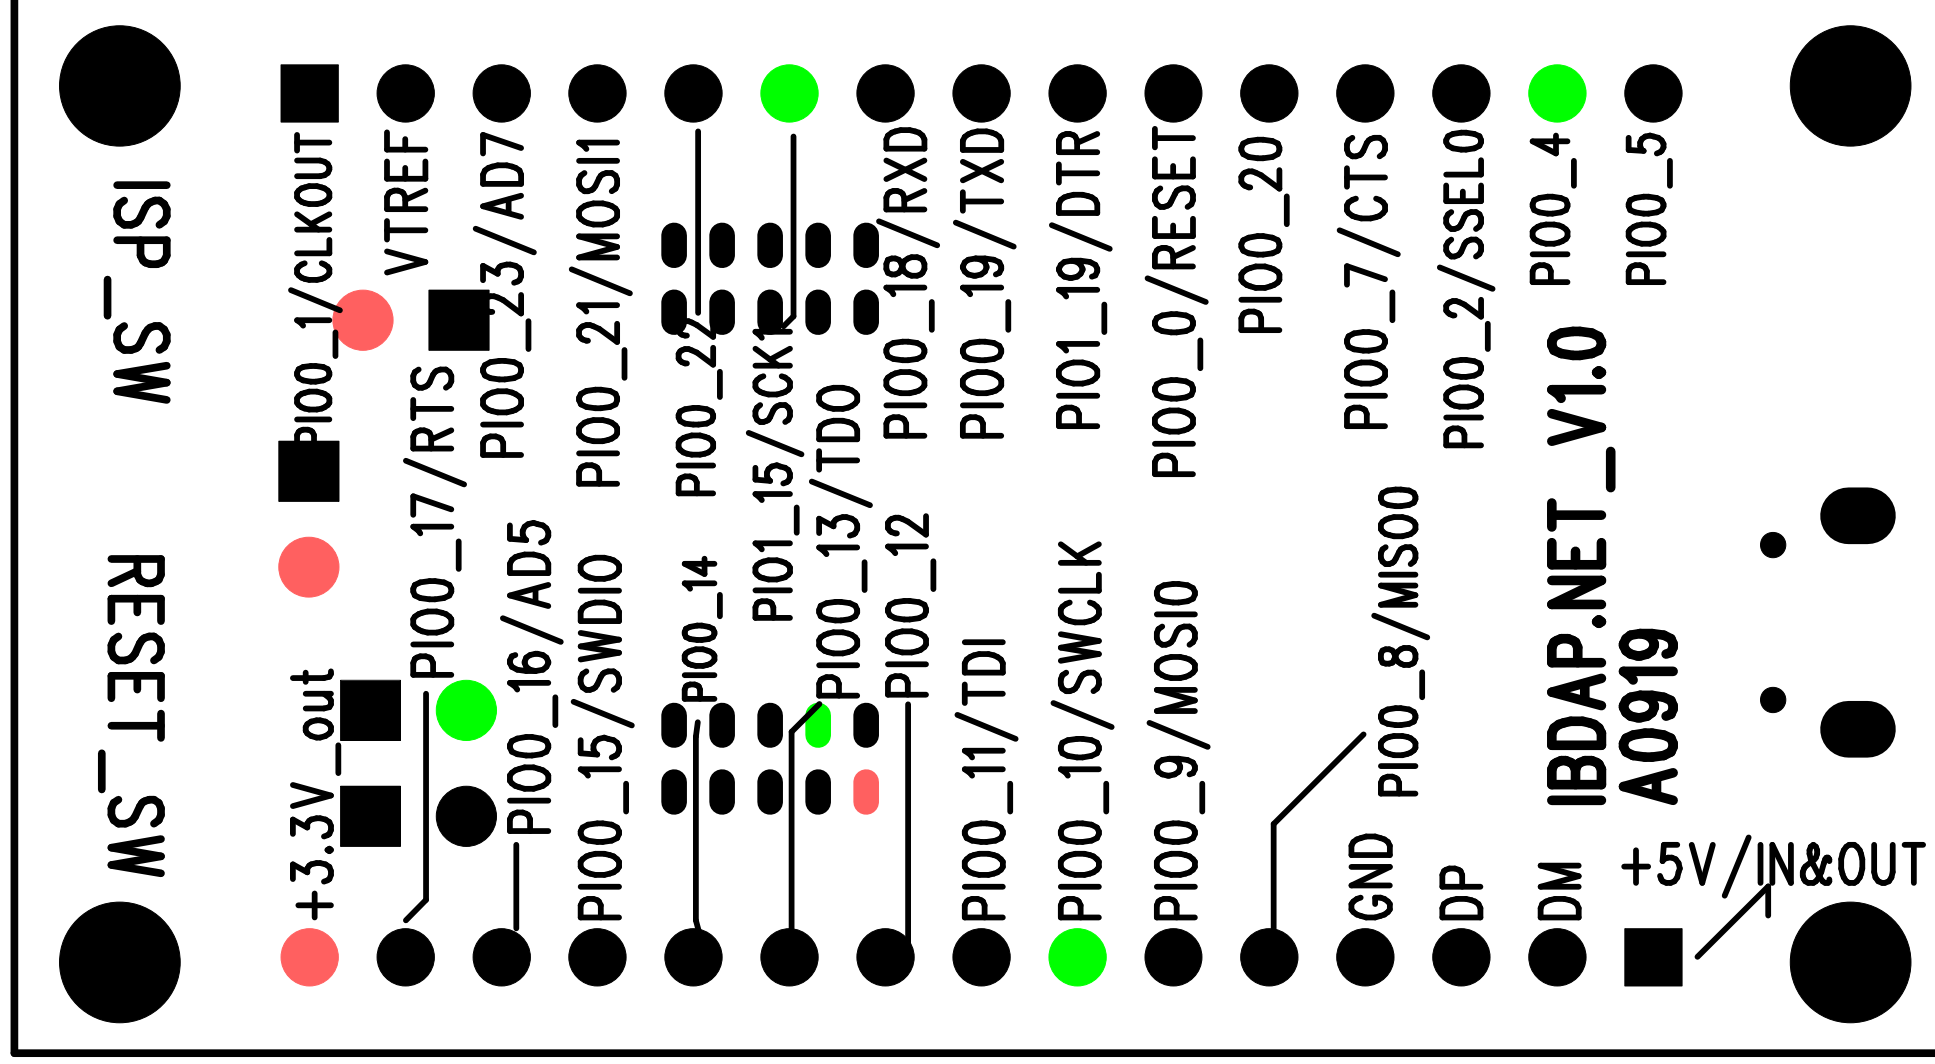 ISP_SW
RESET_SW
PIO0_1/CLKOUT
VTREF
PIO0_23/AD7
PIO0_21/MOSI1
PIO0_22
PIO1_15/SCK1
PIO0_18/RXD
PIO0_19/TXD
PIO1_19/DTR
PIO0_0/RESET
PIO0_20
PIO0_7/CTS
PIO0_2/SSEL0
PIO0_4
PIO0_5
+3.3V_out
PIO0_17/RTS
PIO0_16/AD5
PIO0_15/SWDIO
PIO0_14
PIO0_13/TDO
PIO0_12
PIO0_11/TDI
PIO0_10/SWCLK
PIO0_9/MOSI0
PIO0_8/MISO0
GND
DP
DM
+5V/IN&OUT
IBDAP.NET_V1.0
A0919